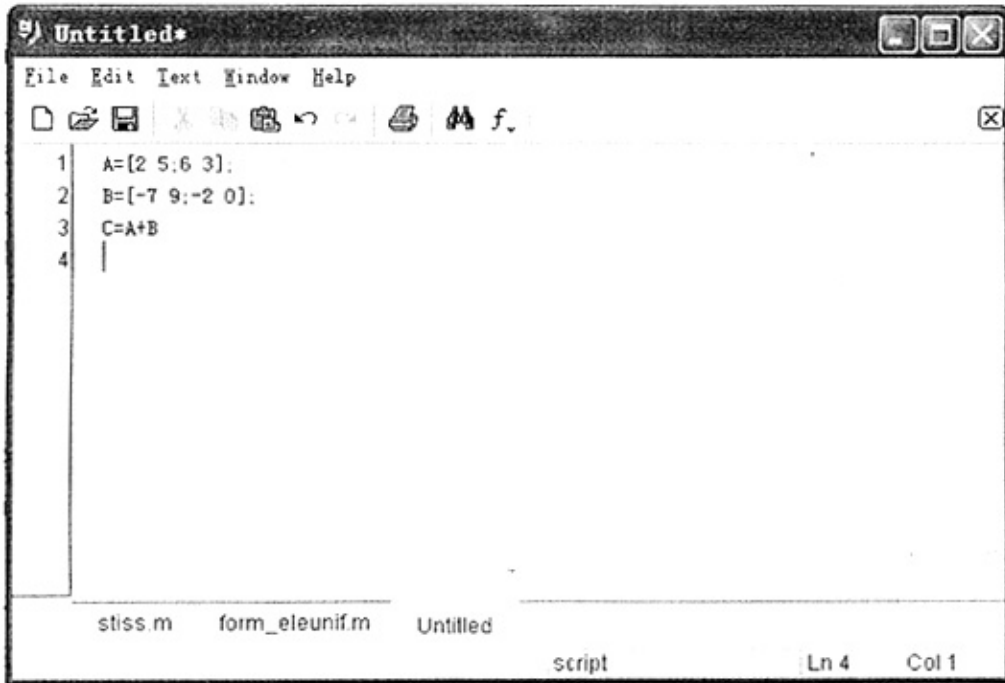 Untitled*
File Edit Text Window Help
1 A=[2 5;6 3];
2 B=[-7 9;-2 0];
3 C=A+B
4
stiss.m form_eleunif.m Untitled
script Ln 4 Col 1